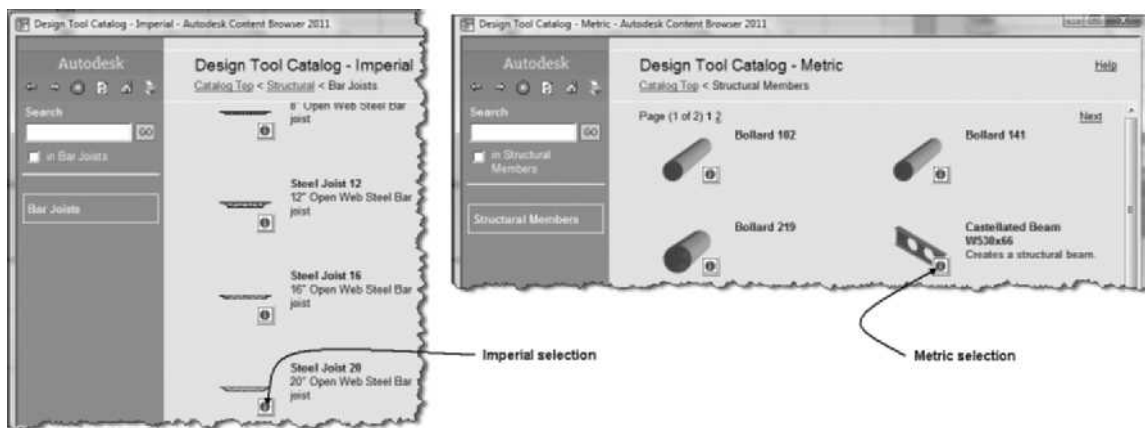 Design Tool Catalog - Imperial - Autodesk Content Browser 2011
Autodesk
Search
GO
in Bar Joists
Bar Joists
Design Tool Catalog - Imperial
Catalog Top < Structural < Bar Joists
8" Open Web Steel Bar
joist
Steel Joist 12
12" Open Web Steel Bar
joist
Steel Joist 16
16" Open Web Steel Bar
joist
Steel Joist 20
20" Open Web Steel Bar
joist
Imperial selection
Design Tool Catalog - Metric - Autodesk Content Browser 2011
Autodesk
Search
GO
in Structural
Members
Structural Members
Design Tool Catalog - Metric
Help
Catalog Top < Structural Members
Page (1 of 2) 1 2
Next
Bollard 102
Bollard 141
Bollard 219
Castellated Beam
W530x66
Creates a structural beam.
Metric selection